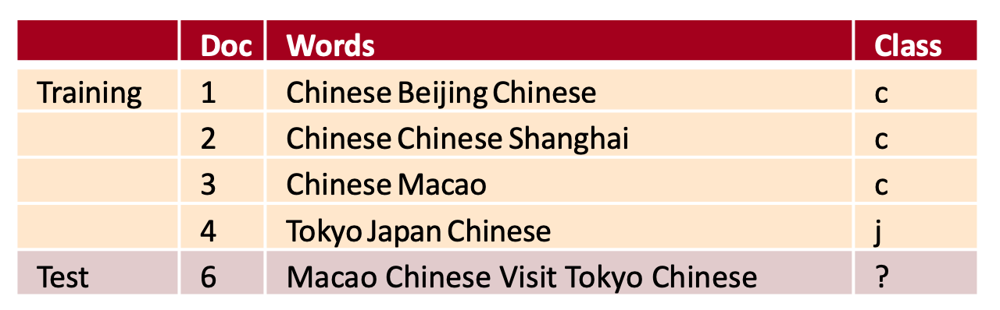 Doc Words Class
Training 1 Chinese Beijing Chinese c
2 Chinese Chinese Shanghai c
3 Chinese Macao c
4 Tokyo Japan Chinese j
Test 6 Macao Chinese Visit Tokyo Chinese ?